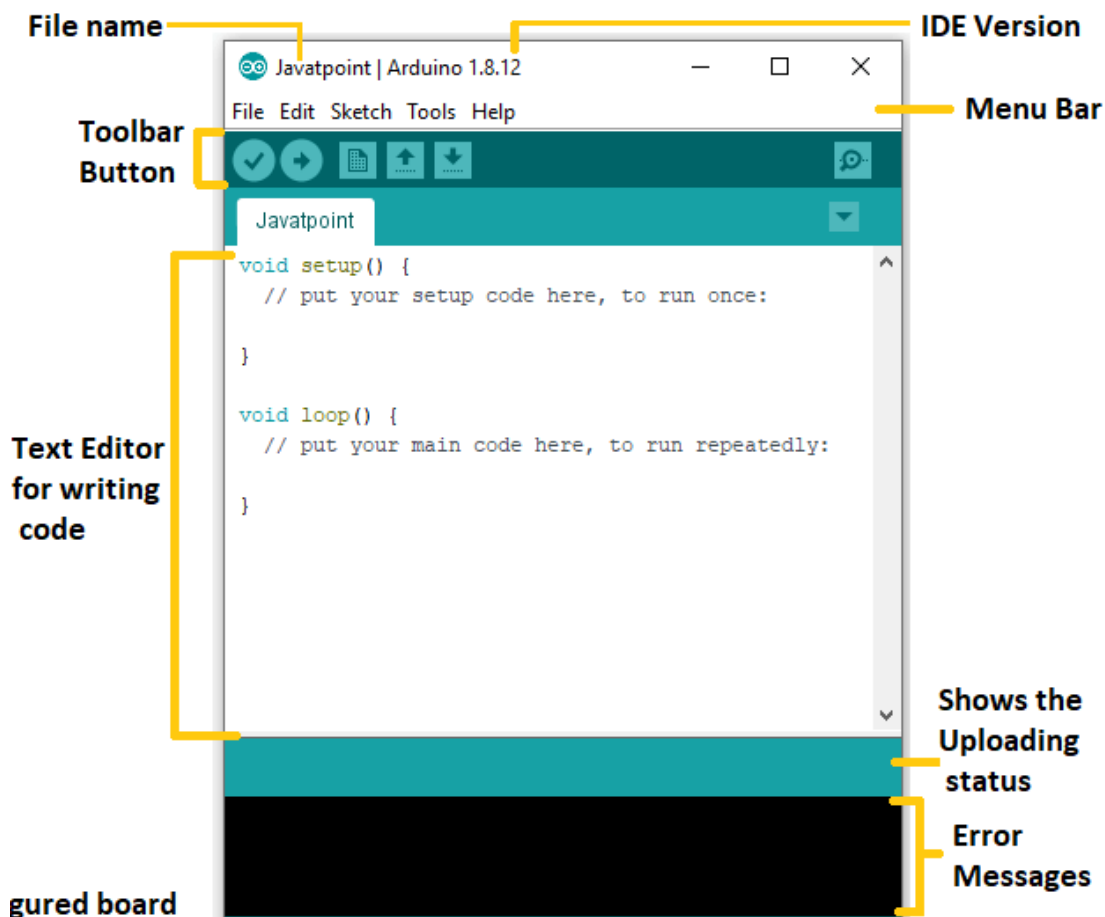 File name
IDE Version
Javatpoint | Arduino 1.8.12
File Edit Sketch Tools Help
Menu Bar
Toolbar
Button
Javatpoint
void setup() {
// put your setup code here, to run once:
}
void loop() {
// put your main code here, to run repeatedly:
}
Text Editor
for writing
code
Shows the
Uploading
status
Error
Messages
gured board